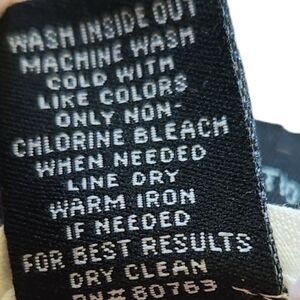 WASH INSIDE OUT
MACHINE WASH
COLD WITH
LIKE COLORS
ONLY NON-
CHLORINE BLEACH
WHEN NEEDED
LINE DRY
WARM IRON
IF NEEDED
FOR BEST RESULTS
DRY CLEAN
RN# 80763